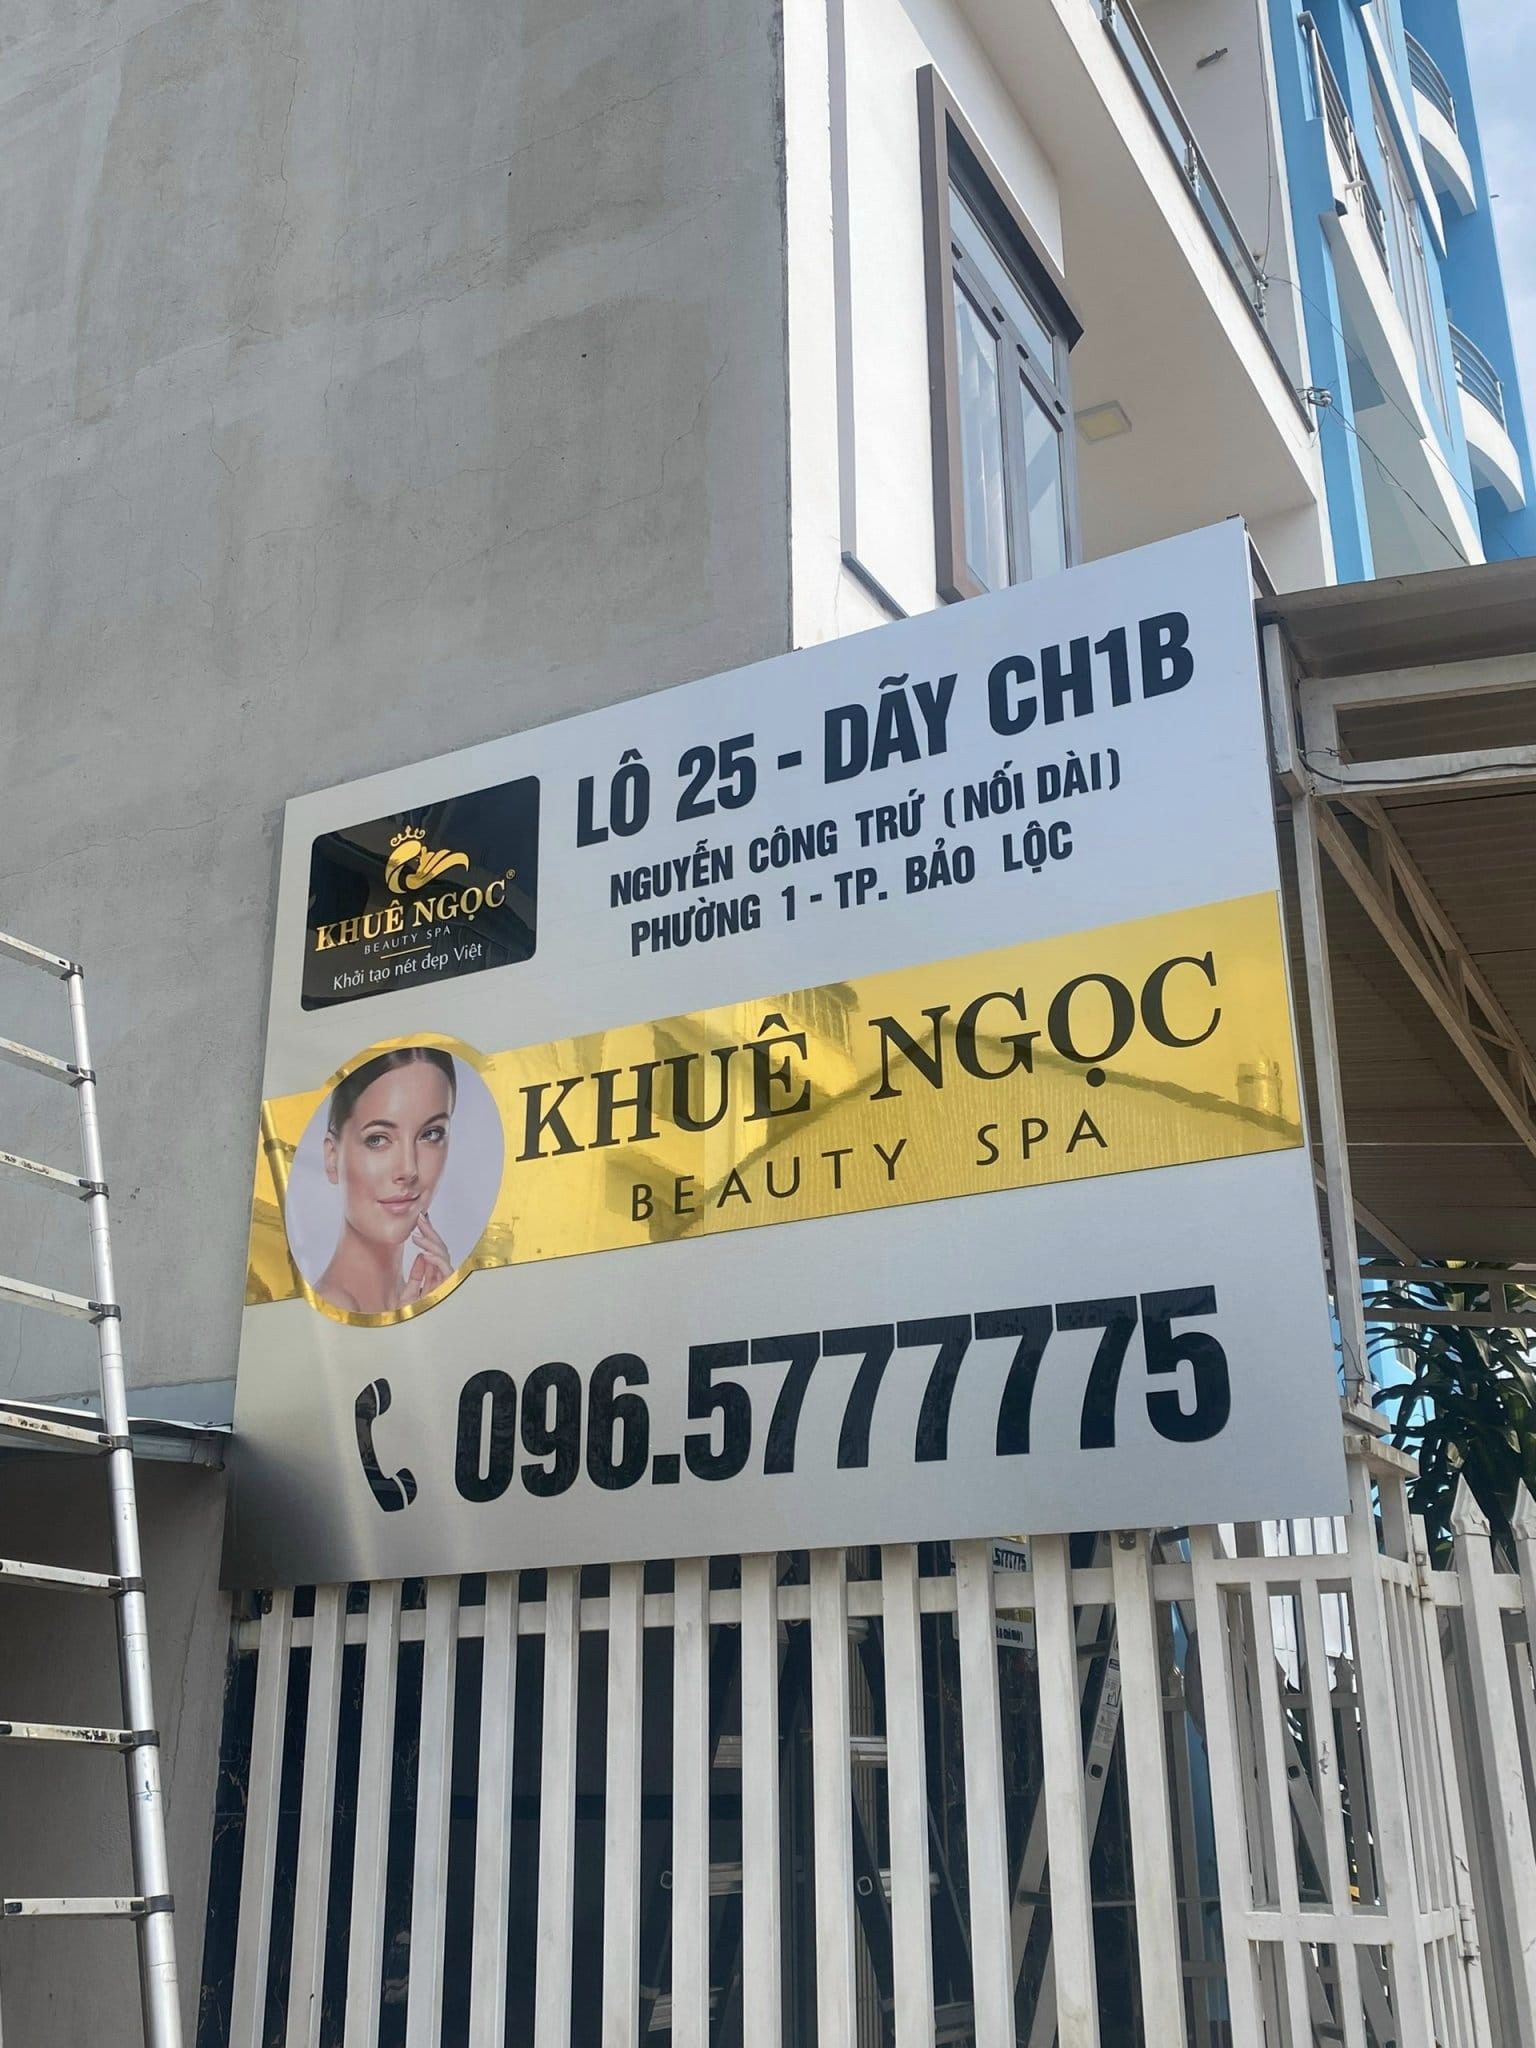 KHUÊ NGỌC®
BEAUTY SPA
Khởi tạo nét đẹp Việt
LÔ 25 - DÃY CH1B
NGUYỄN CÔNG TRỨ (NỐI DÀI)
PHƯỜNG 1 - TP. BẢO LỘC
KHUÊ NGỌC
BEAUTY SPA
096.5777775
.5777775